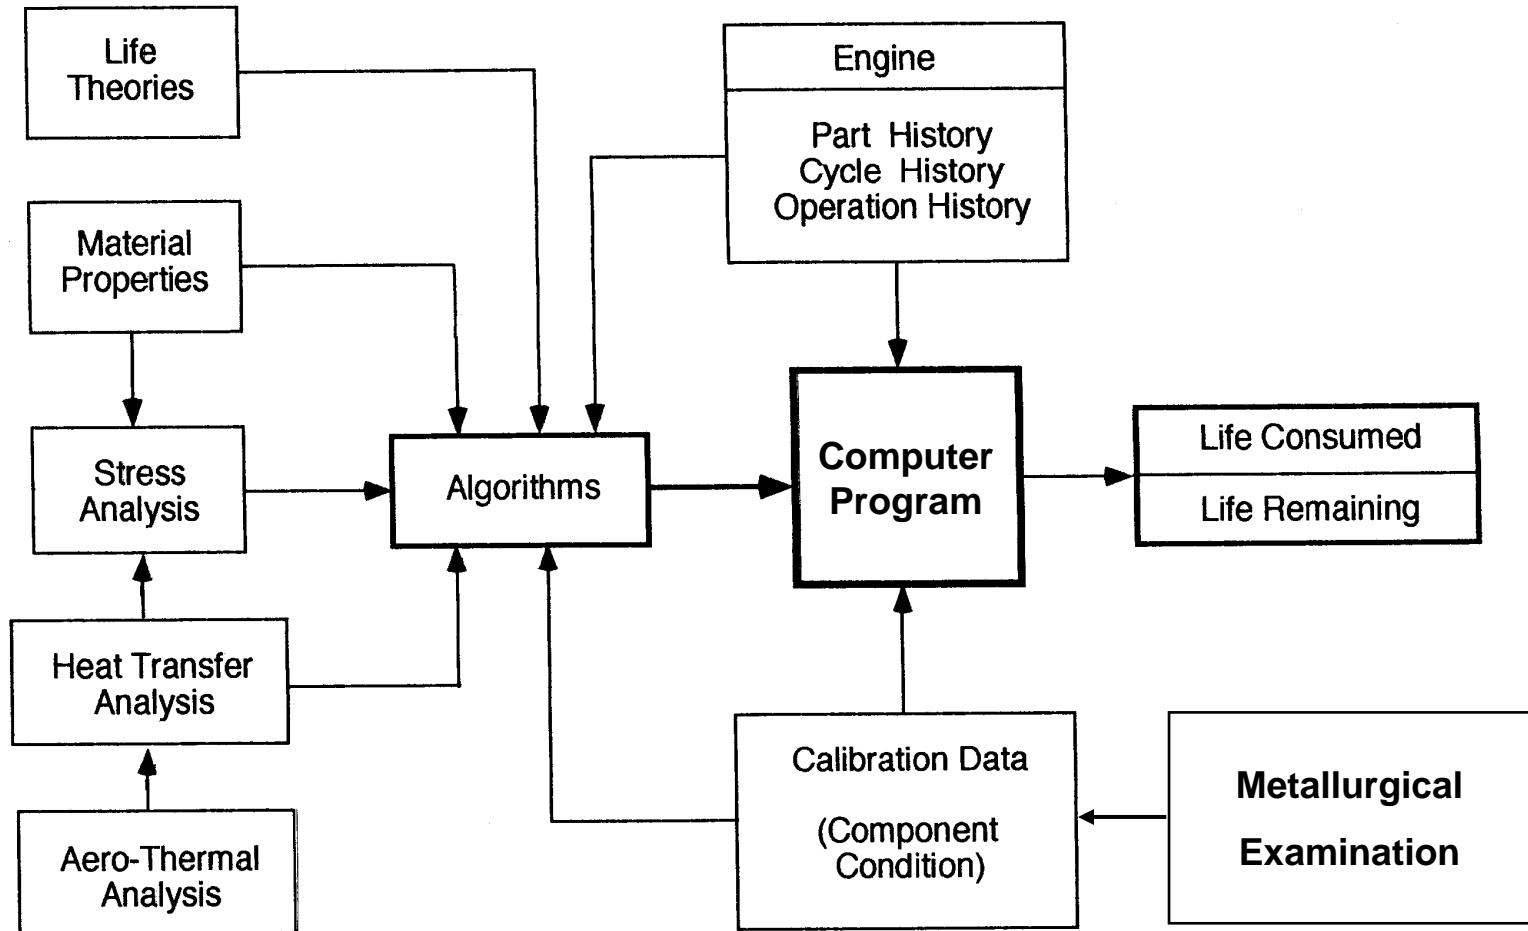 Life
Theories
Engine
Part History
Cycle History
Operation History
Material
Properties
Stress
Analysis
Algorithms
Computer
Program
Life Consumed
Life Remaining
Heat Transfer
Analysis
Calibration Data
(Component
Condition)
Metallurgical
Examination
Aero-Thermal
Analysis